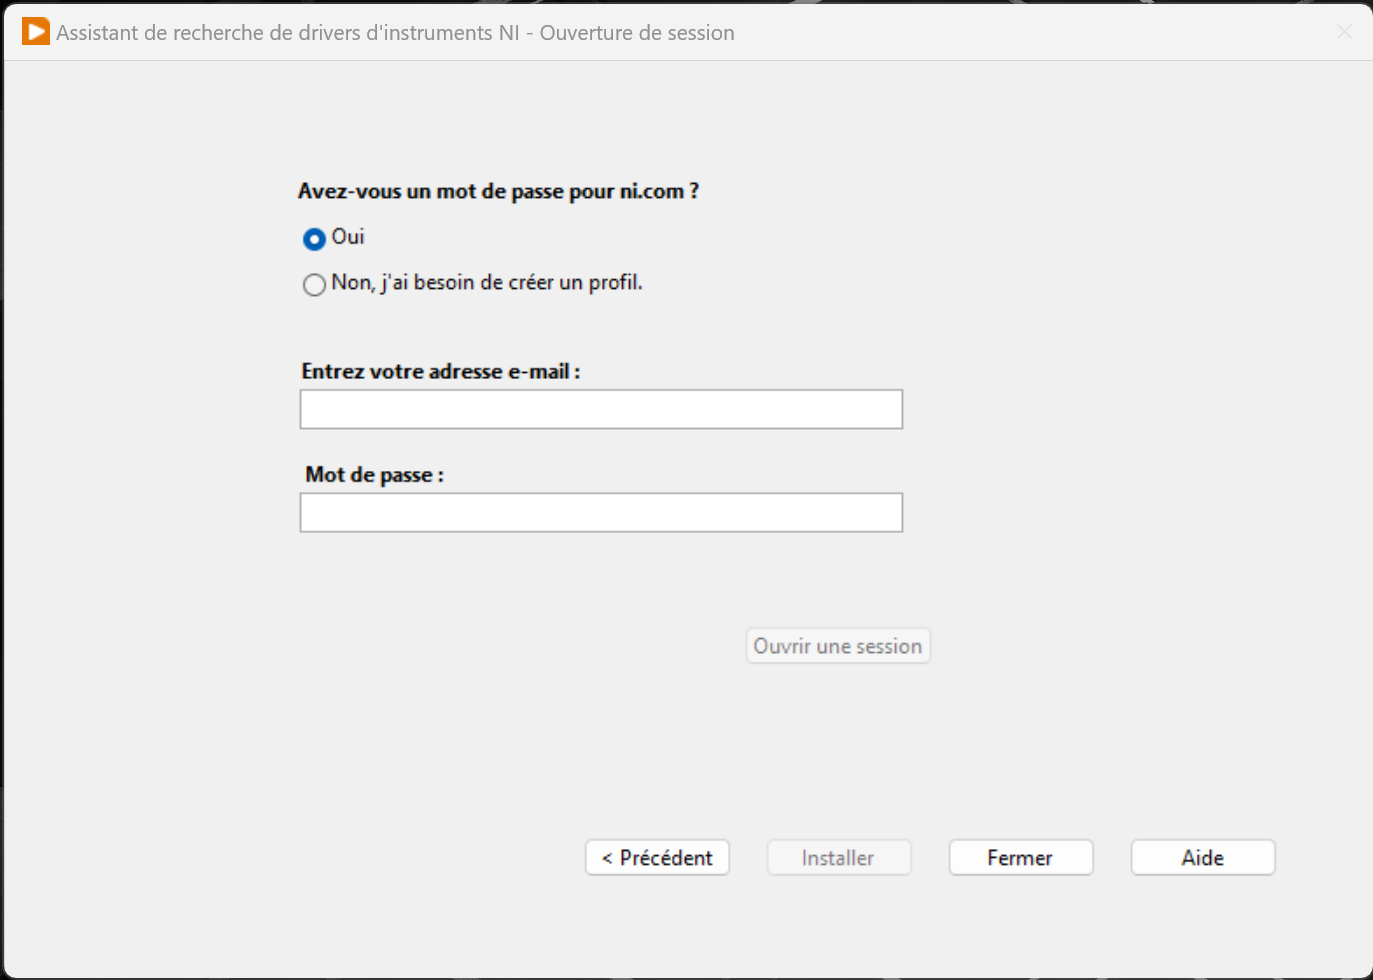 Assistant de recherche de drivers d'instruments NI - Ouverture de session
Avez-vous un mot de passe pour ni.com ?
Oui
Non, j'ai besoin de créer un profil.
Entrez votre adresse e-mail :
Mot de passe :
Ouvrir une session
< Précédent
Installer
Fermer
Aide